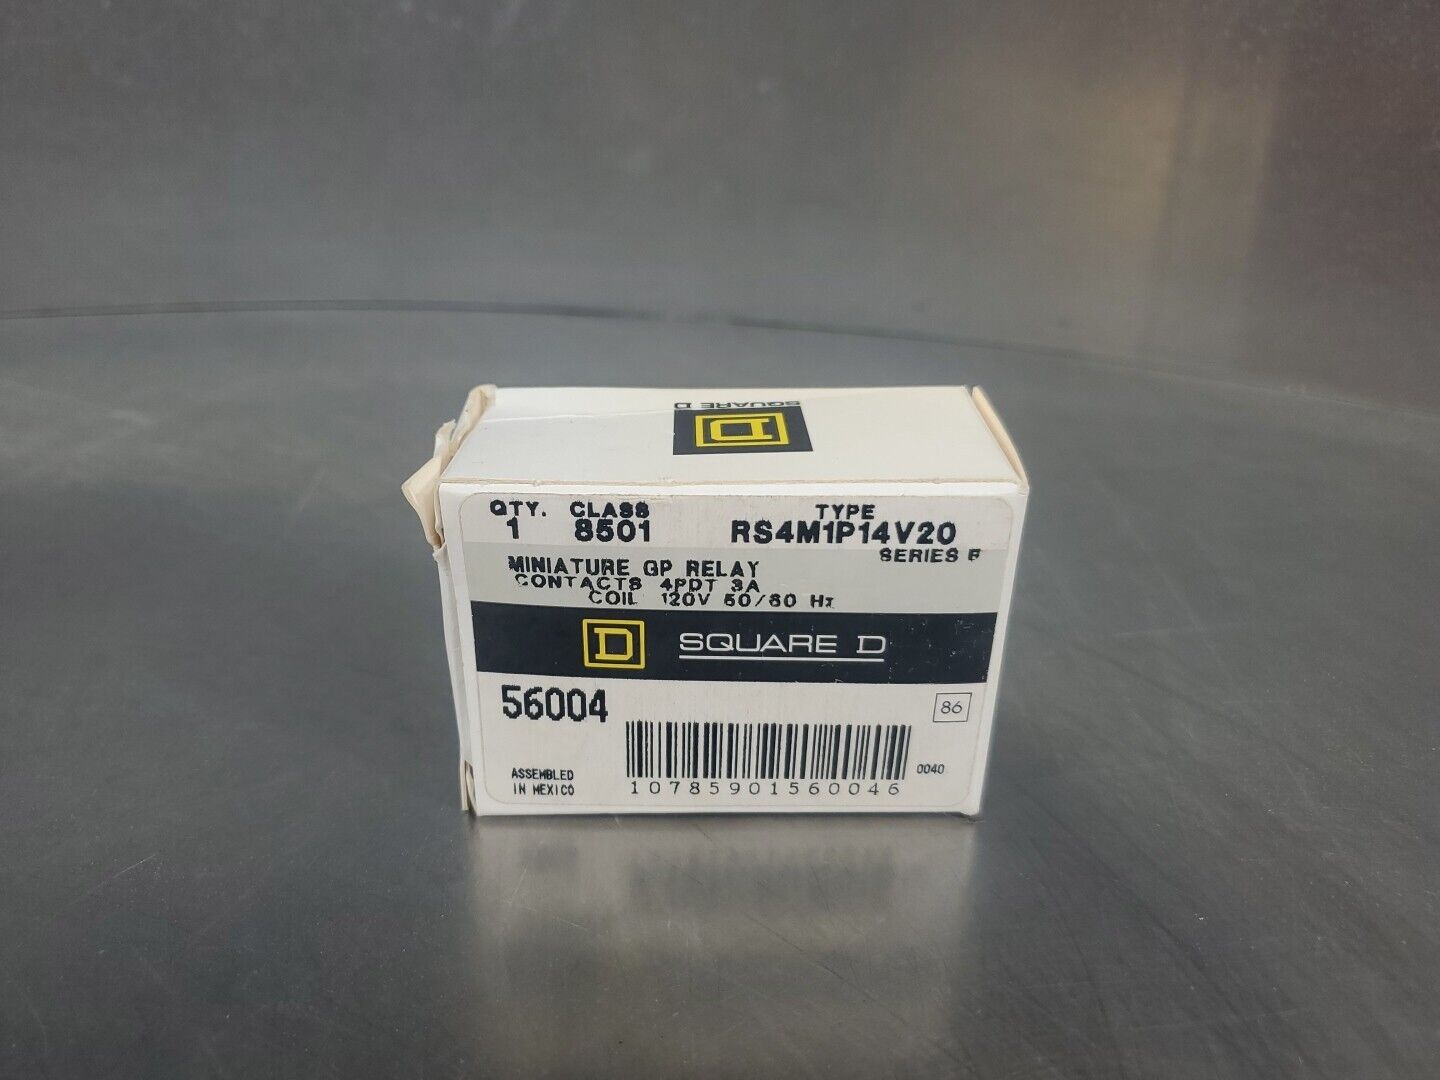 SQUARE D
D
QTY. CLASS TYPE
1 8501 RS4M1P14V20
SERIES E
MINIATURE GP RELAY
CONTACTS 4PDT 3A
COIL 120V 50/60 Hz
D SQUARE D
56004
86
ASSEMBLED
IN MEXICO
0040
10785901560046